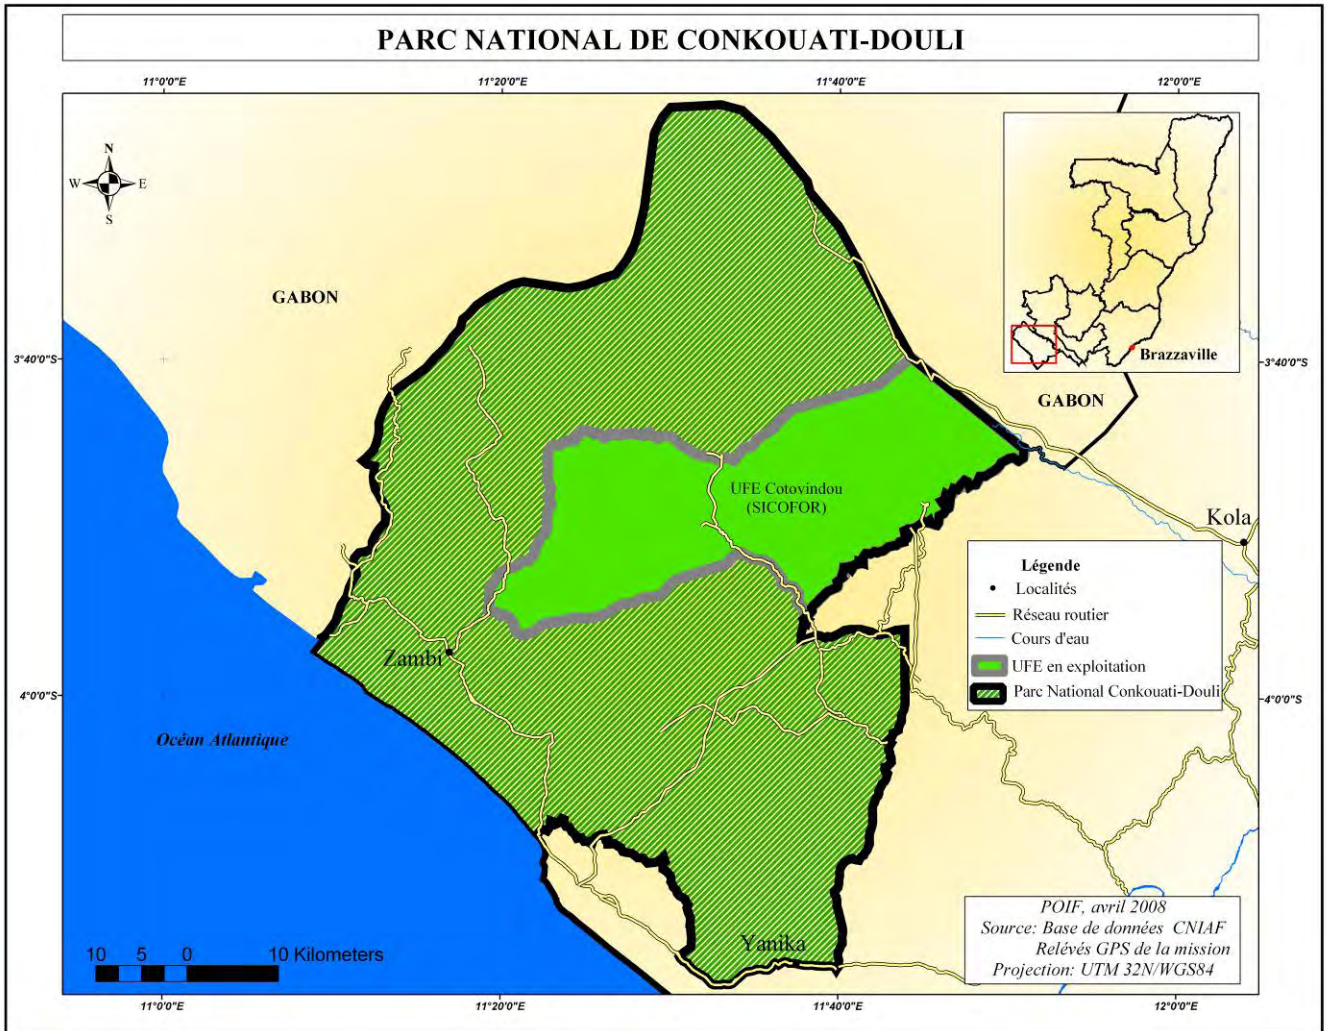 PARC NATIONAL DE CONKOUATI-DOULI
11°0'0"E 11°20'0"E 11°40'0"E 12°0'0"E
N
W E
S
GABON
3°40'0"S 3°40'0"S
Brazzaville
GABON
UFE Cotovindou
(SICOFOR)
Kola
Légende
Localités
Réseau routier
Cours d'eau
UFE en exploitation
Parc National Conkouati-Douli
Zambi
4°0'0"S 4°0'0"S
Océan Atlantique
Yanika
10 5 0 10 Kilometers
POIF, avril 2008
Source: Base de données CNIAF
Relévés GPS de la mission
Projection: UTM 32N/WGS84
11°0'0"E 11°20'0"E 11°40'0"E 12°0'0"E